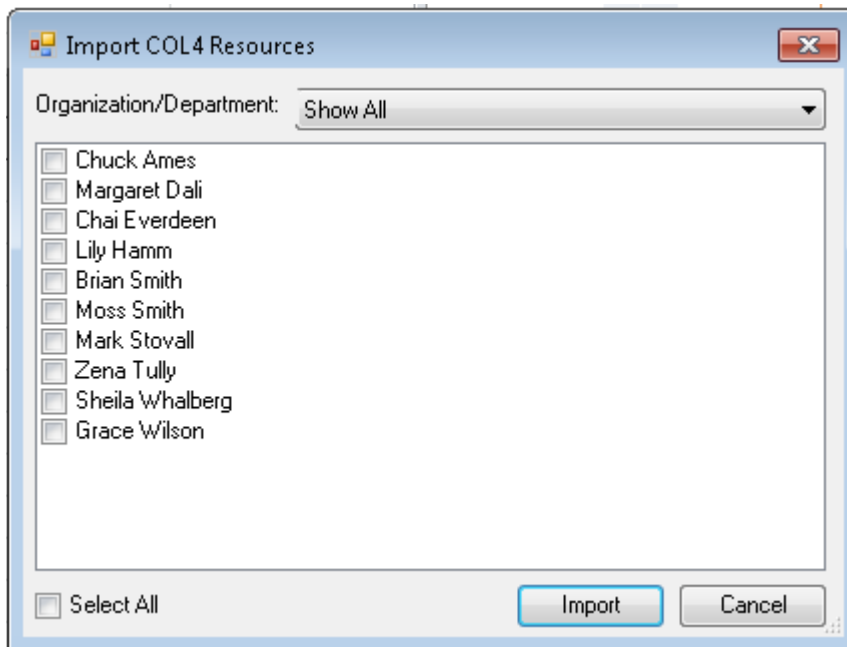 Import COL4 Resources
Organization/Department: Show All
Chuck Ames
Margaret Dali
Chai Everdeen
Lily Hamm
Brian Smith
Moss Smith
Mark Stovall
Zena Tully
Sheila Whalberg
Grace Wilson
Select All Import Cancel